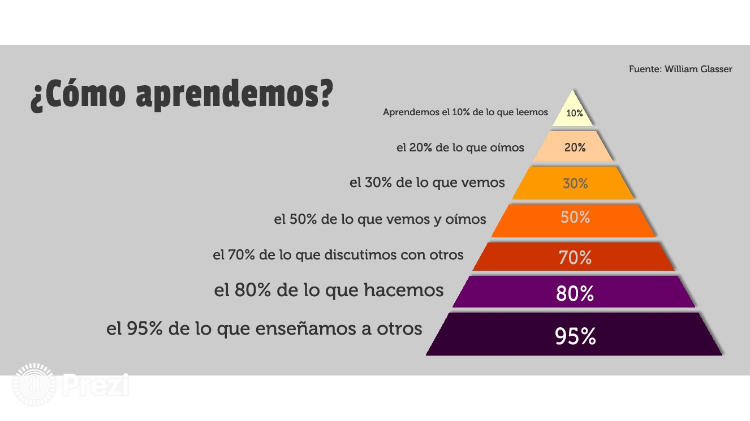 Fuente: William Glasser
¿Cómo aprendemos?
Aprendemos el 10% de lo que leemos 10%
el 20% de lo que oímos 20%
el 30% de lo que vemos 30%
el 50% de lo que vemos y oímos 50%
el 70% de lo que discutimos con otros 70%
el 80% de lo que hacemos 80%
el 95% de lo que enseñamos a otros 95%
Prezi